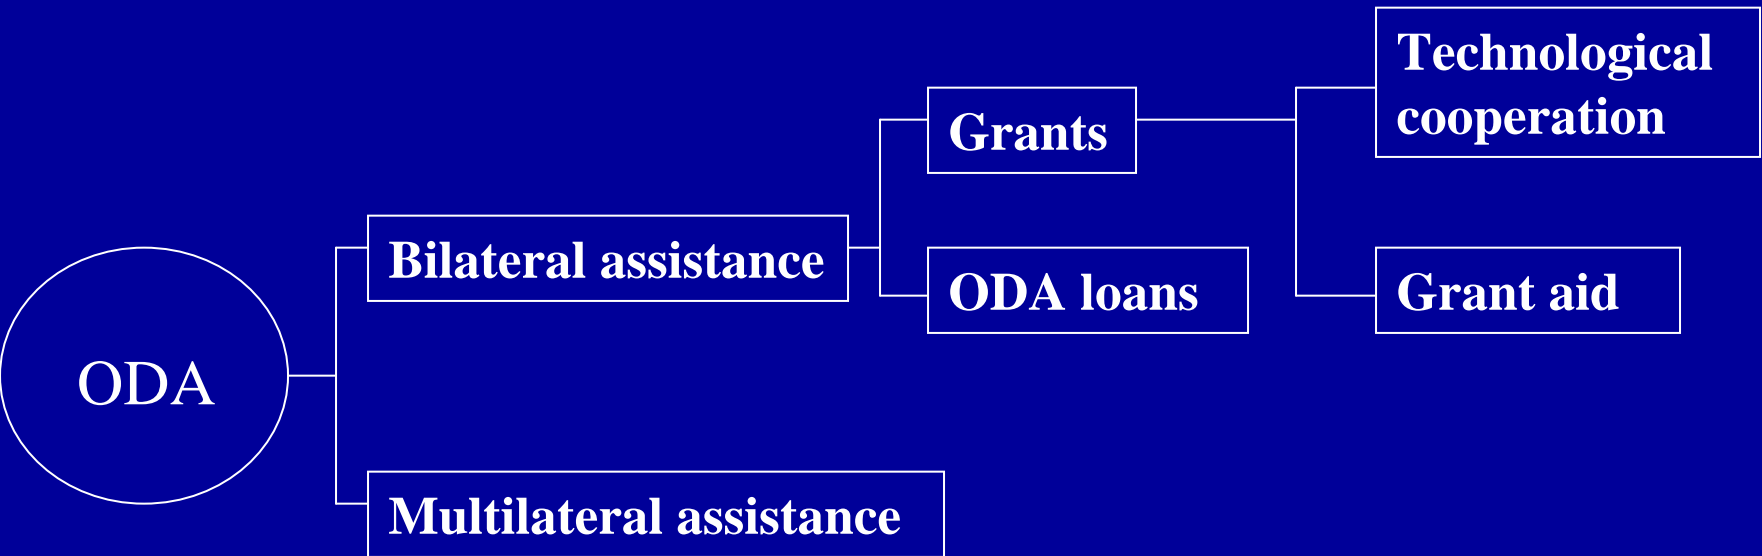 Technological
cooperation
Grants
Bilateral assistance
ODA loans
Grant aid
ODA
Multilateral assistance